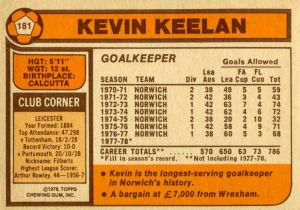 181 KEVIN KEELAN
HGT: 5'11"
WGT: 12 st.
BIRTHPLACE:
CALCUTTA
CLUB CORNER
LEICESTER
Year Formed: 1884
Top Attendance: 47,298
v Tottenham, 18/2/28
Record Victory: 10-0
v Portsmouth, 20/10/28
Nickname: Filberts
Highest League Scorer:
Arthur Rowley, 44—1956-7
©1978, TOPPS
CHEWING GUM, INC.
GOALKEEPER
Goals Allowed
Lea FA FL
SEASON TEAM Div Aps Lea Cup Cup Tot
1970-71 NORWICH 2 38 49 5 5 59
1971-72 NORWICH 2 42 36 3 4 43
1972-73 NORWICH 1 42 63 4
1973-74 NORWICH 1 42 62 4 6 72
1974-75 NORWICH 2 38 20 2 10 32
1975-76 NORWICH 1 42 58 6 4 68
1976-77 NORWICH 1 36 60 5 3 68
1977-78*
CAREER TOTALS** 570 650 63 73 786
*Fill in season's record. **Not including 1977-78.
• Kevin is the longest-serving goalkeeper
in Norwich's history.
• A bargain at £7,000 from Wrexham.